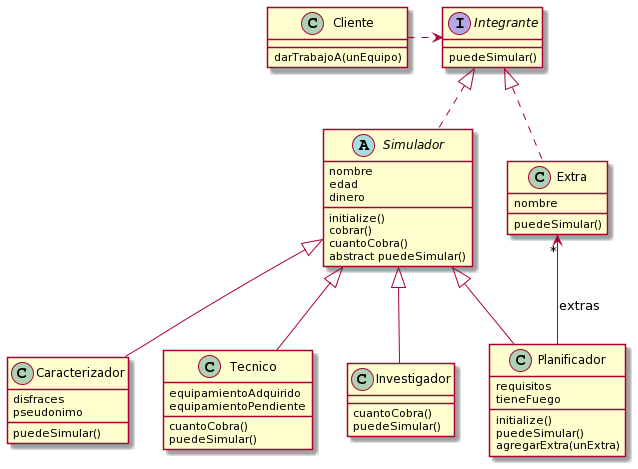 C Cliente
darTrabajoA(unEquipo)
I Integrante
puedeSimular()
A Simulador
nombre
edad
dinero
initialize()
cobrar()
cuantoCobra()
abstract puedeSimular()
C Extra
nombre
puedeSimular()
*
extras
C Caracterizador
disfraces
pseudonimo
puedeSimular()
C Tecnico
equipamientoAdquirido
equipamientoPendiente
cuantoCobra()
puedeSimular()
C Investigador
cuantoCobra()
puedeSimular()
C Planificador
requisitos
tieneFuego
initialize()
puedeSimular()
agregarExtra(unExtra)